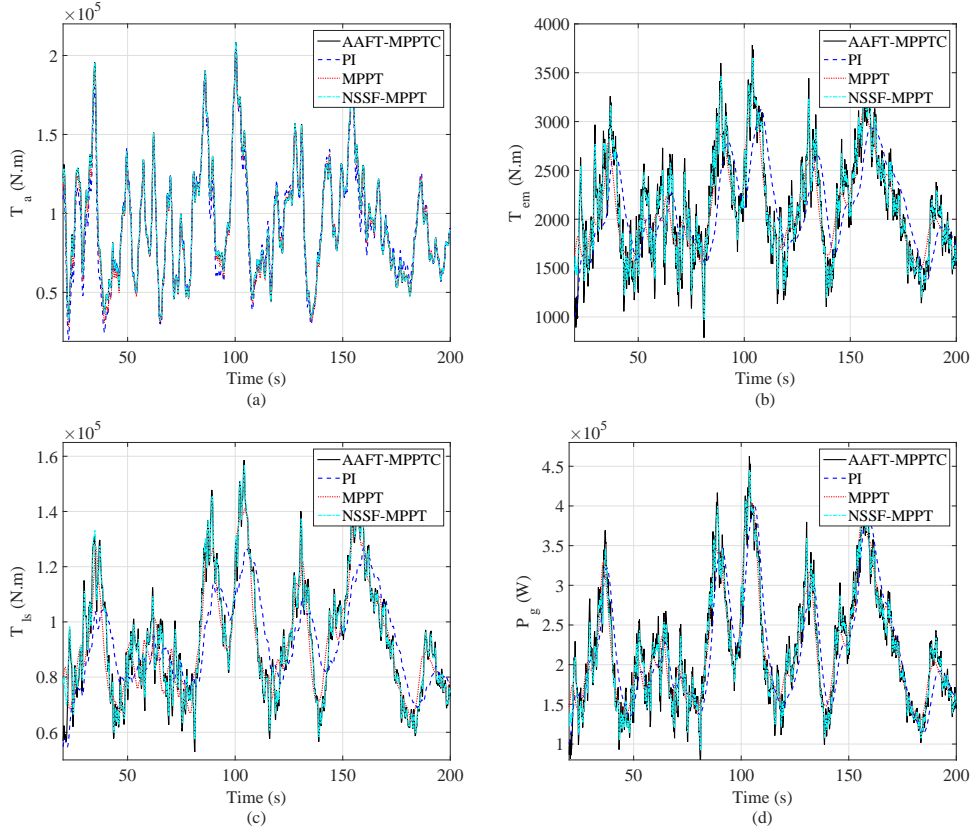 ×10^5
2
1.5
1
0.5
T_a (N.m)
50 100 150 200
Time (s)
(a)
AAFT-MPPTC
PI
MPPT
NSSF-MPPT
4000
3500
3000
2500
2000
1500
1000
T_em (N.m)
50 100 150 200
Time (s)
(b)
AAFT-MPPTC
PI
MPPT
NSSF-MPPT
×10^5
1.6
1.4
1.2
1
0.8
0.6
T_ls (N.m)
50 100 150 200
Time (s)
(c)
AAFT-MPPTC
PI
MPPT
NSSF-MPPT
×10^5
4.5
4
3.5
3
2.5
2
1.5
1
P_g (W)
50 100 150 200
Time (s)
(d)
AAFT-MPPTC
PI
MPPT
NSSF-MPPT